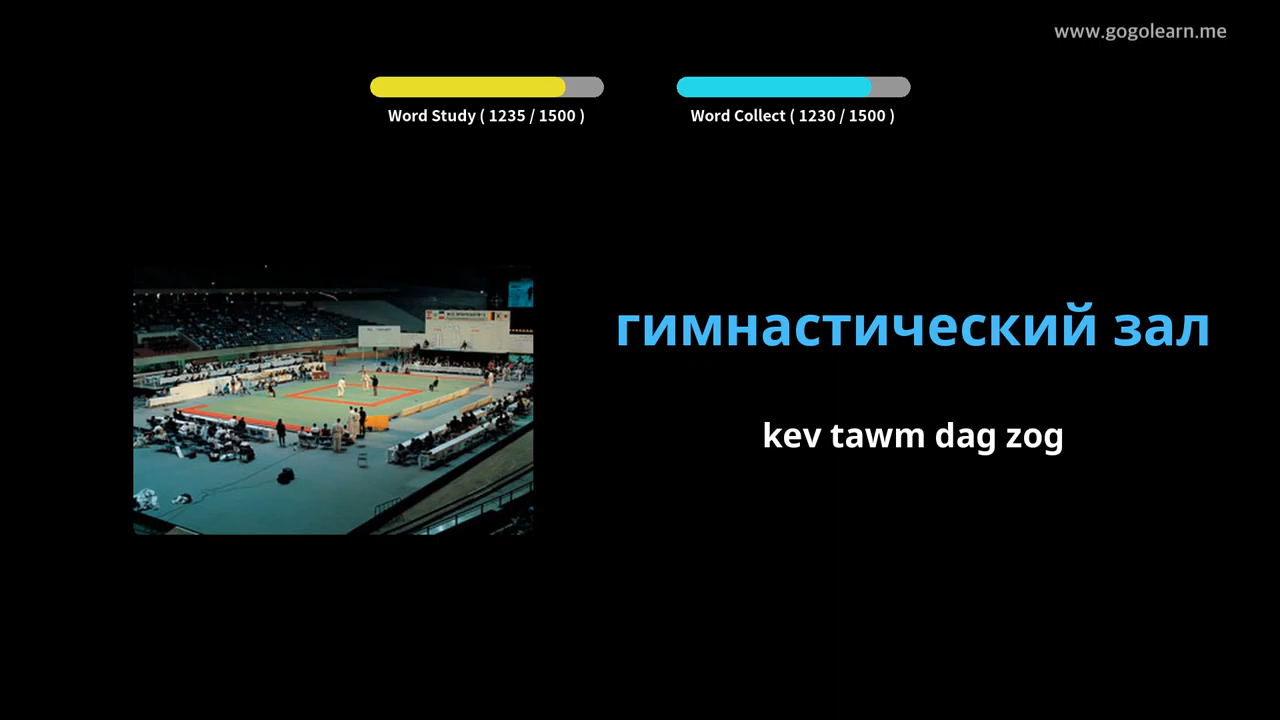 www.gogolearn.me
Word Study ( 1235 / 1500 )
Word Collect ( 1230 / 1500 )
гимнастический зал
kev tawm dag zog